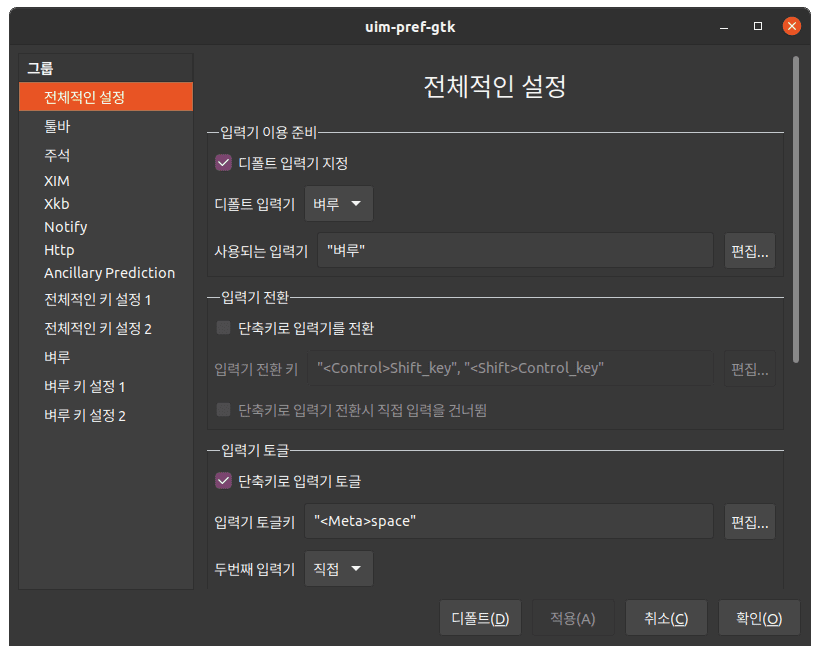 uim-pref-gtk
그룹
전체적인 설정
툴바
주석
XIM
Xkb
Notify
Http
Ancillary Prediction
전체적인 키 설정 1
전체적인 키 설정 2
벼루
벼루 키 설정 1
벼루 키 설정 2
전체적인 설정
입력기 이용 준비
디폴트 입력기 지정
디폴트 입력기 벼루
사용되는 입력기 "벼루" 편집...
입력기 전환
단축키로 입력기를 전환
입력기 전환 키 "<Control>Shift_key", "<Shift>Control_key" 편집...
단축키로 입력기 전환시 직접 입력을 건너뜀
입력기 토글
단축키로 입력기 토글
입력기 토글키 "<Meta>space" 편집...
두번째 입력기 직접
디폴트(D) 적용(A) 취소(C) 확인(O)